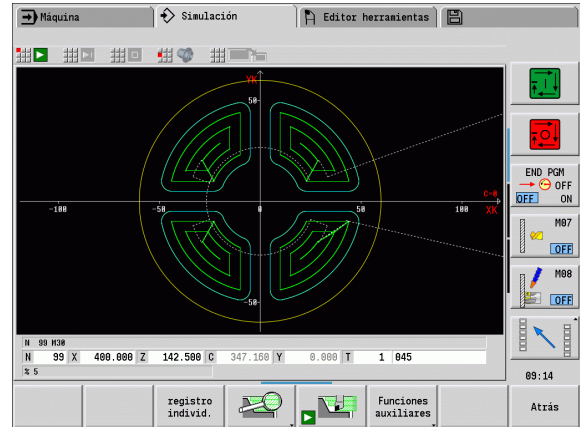 Máquina
Simulación
Editor herramientas
YK
50
C=0
-100
-50
0
50
100
XK
-50
END PGM
OFF
OFF ON
M07
OFF
M08
OFF
09:14
N 99 M30
N 99 X 400.000 Z 142.500 C 347.160 Y 0.000 T 1 045
% 5
registro
individ.
Funciones
auxiliares
Atrás